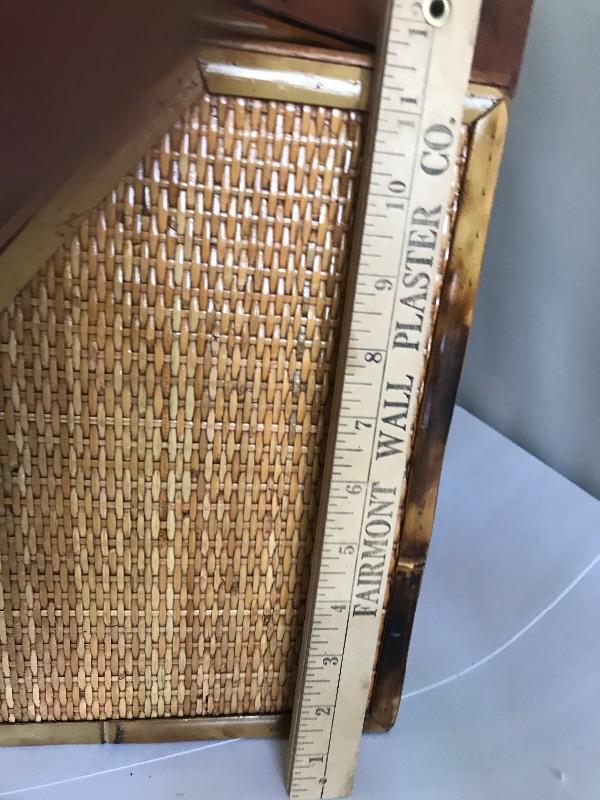 FAIRMONT WALL PLASTER CO.
1 2 3 4 5 6 7 8 9 10 11 12